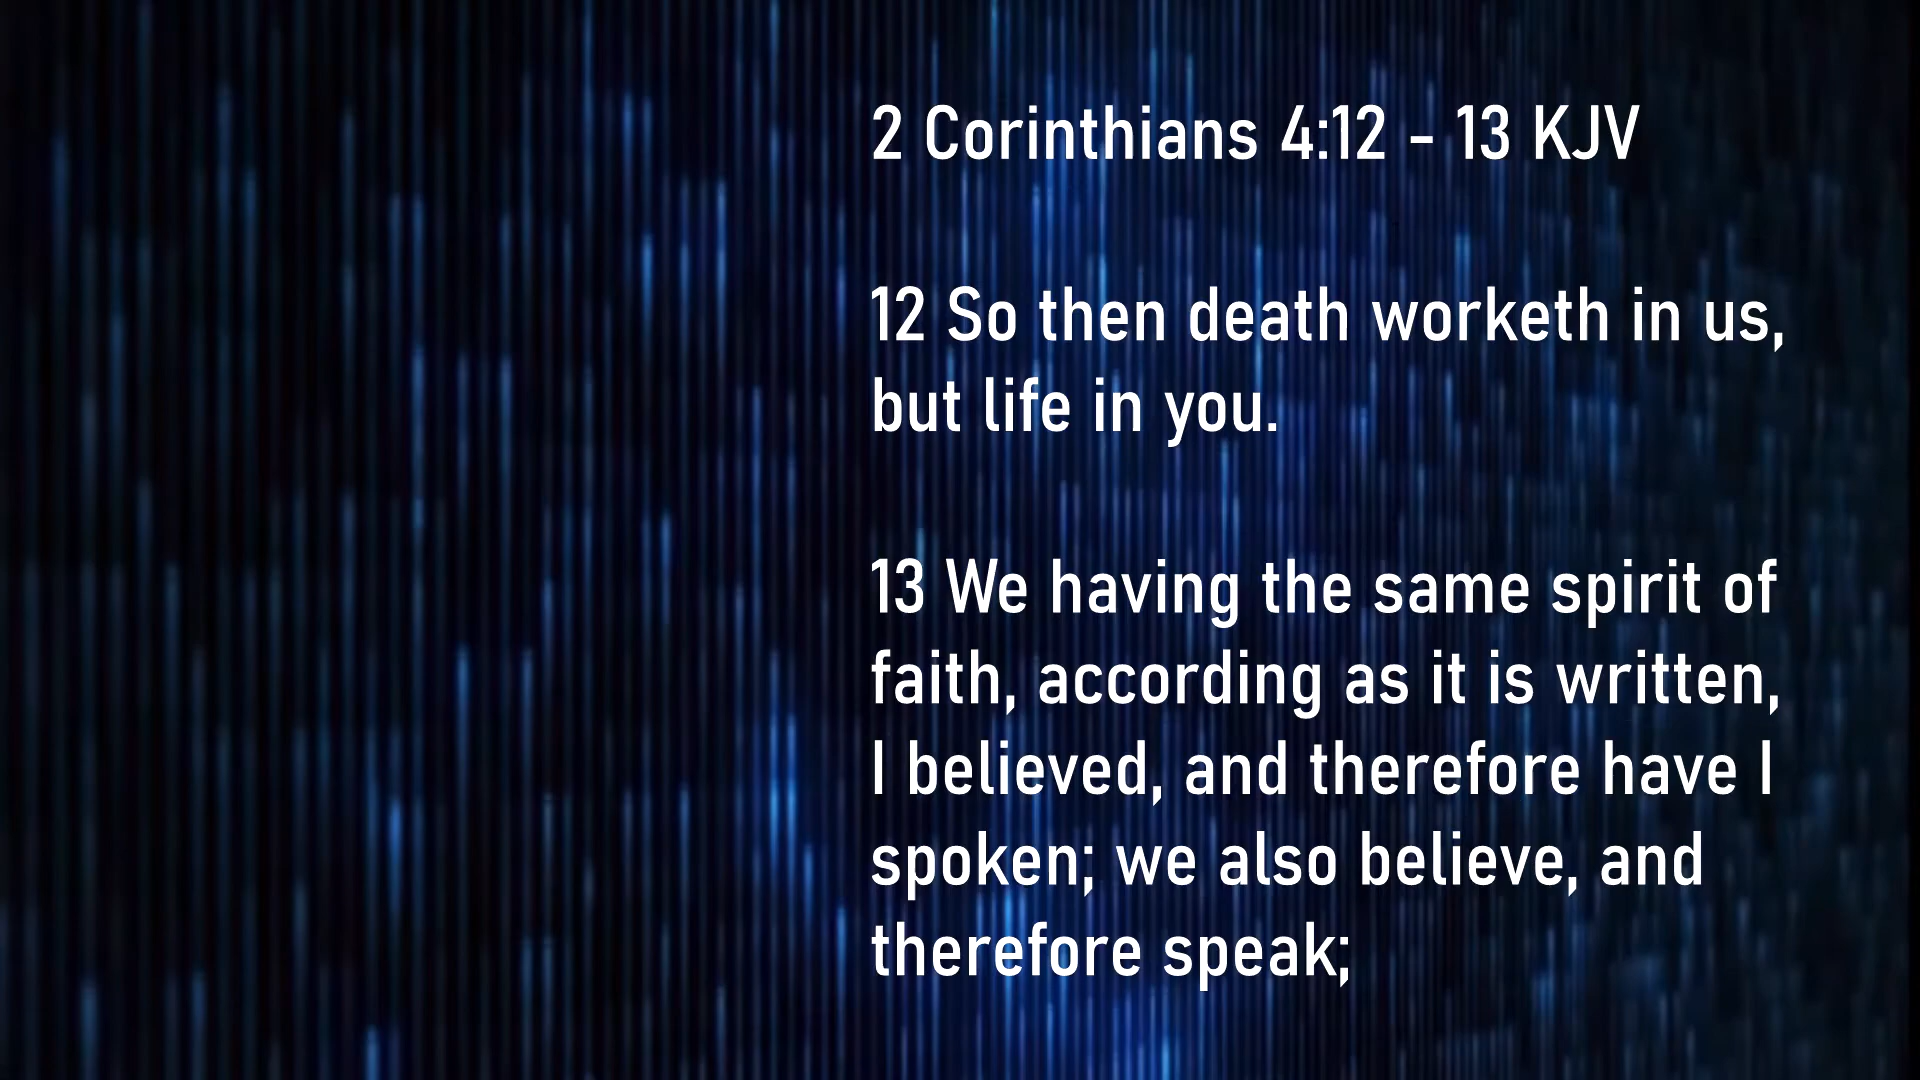 2 Corinthians 4:12 - 13 KJV
12 So then death worketh in us,
but life in you.
13 We having the same spirit of
faith, according as it is written,
I believed, and therefore have I
spoken; we also believe, and
therefore speak;